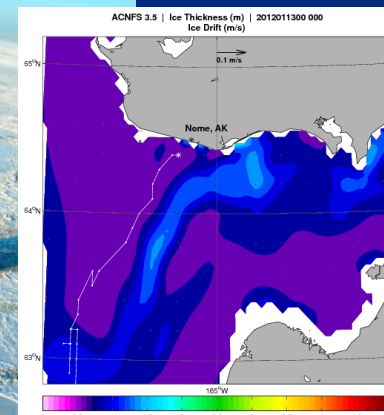 ACNFS 3.5 | Ice Thickness (m) | 2012011300 000
Ice Drift (m/s)
65°N
0.1 m/s
Nome, AK
64°N
63°N
165°W